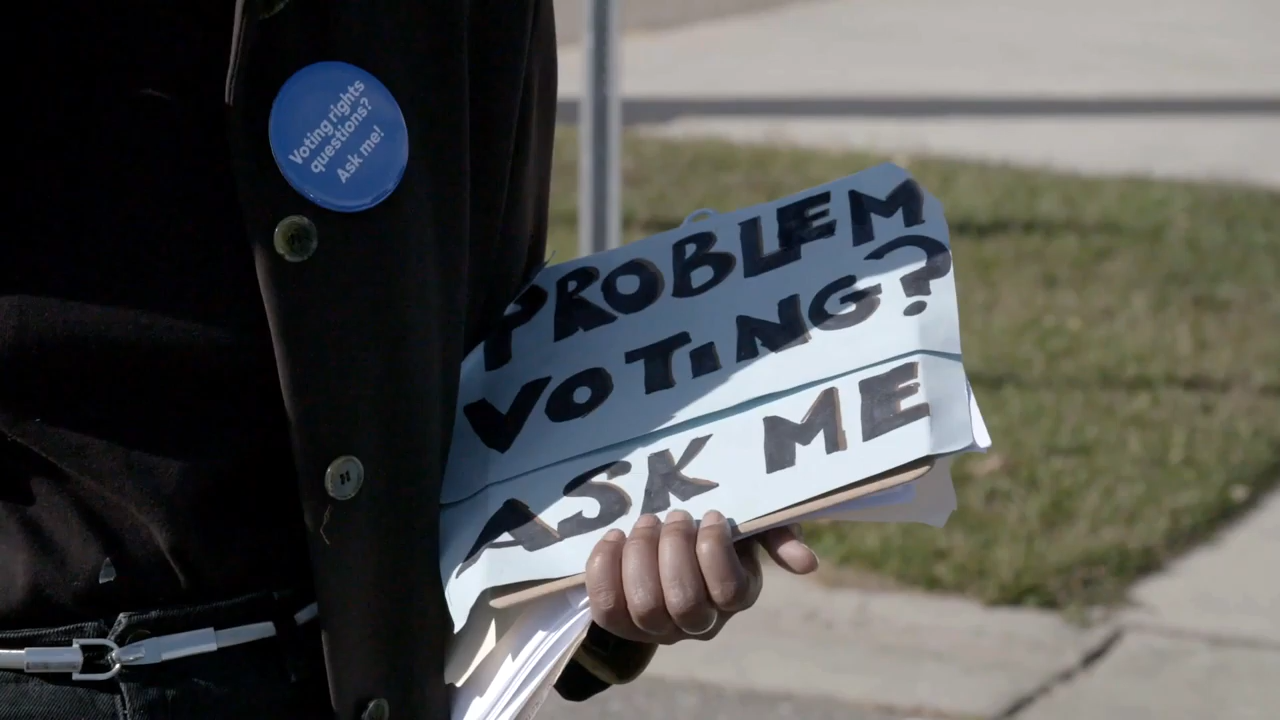 Voting rights
questions?
Ask me!
PROBLEM
VOTING?
ASK ME